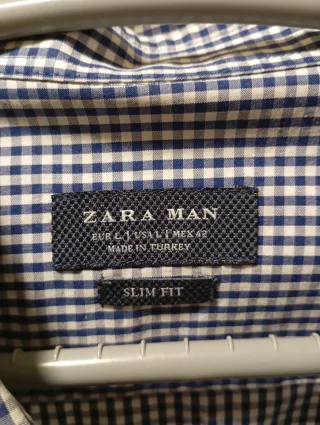 ZARA MAN
EUR L | USA L | MEX 42
MADE IN TURKEY
SLIM FIT